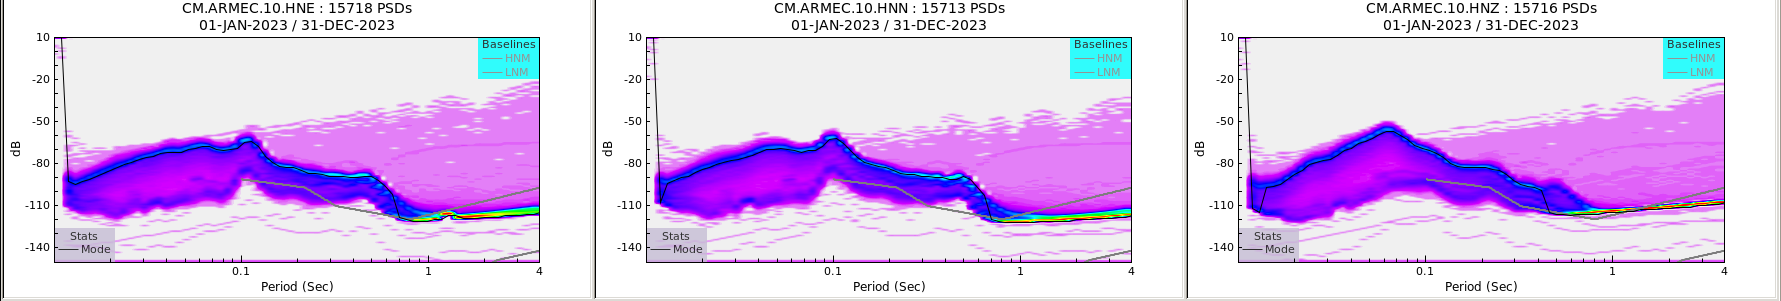 CM.ARMEC.10.HNE : 15718 PSDs
01-JAN-2023 / 31-DEC-2023
10
-20
-50
-80
-110
-140
dB
Baselines
HNM
LNM
Stats
Mode
0.1
1
4
Period (Sec)
CM.ARMEC.10.HNN : 15713 PSDs
01-JAN-2023 / 31-DEC-2023
10
-20
-50
-80
-110
-140
dB
Baselines
HNM
LNM
Stats
Mode
0.1
1
4
Period (Sec)
CM.ARMEC.10.HNZ : 15716 PSDs
01-JAN-2023 / 31-DEC-2023
10
-20
-50
-80
-110
-140
dB
Baselines
HNM
LNM
Stats
Mode
0.1
1
4
Period (Sec)